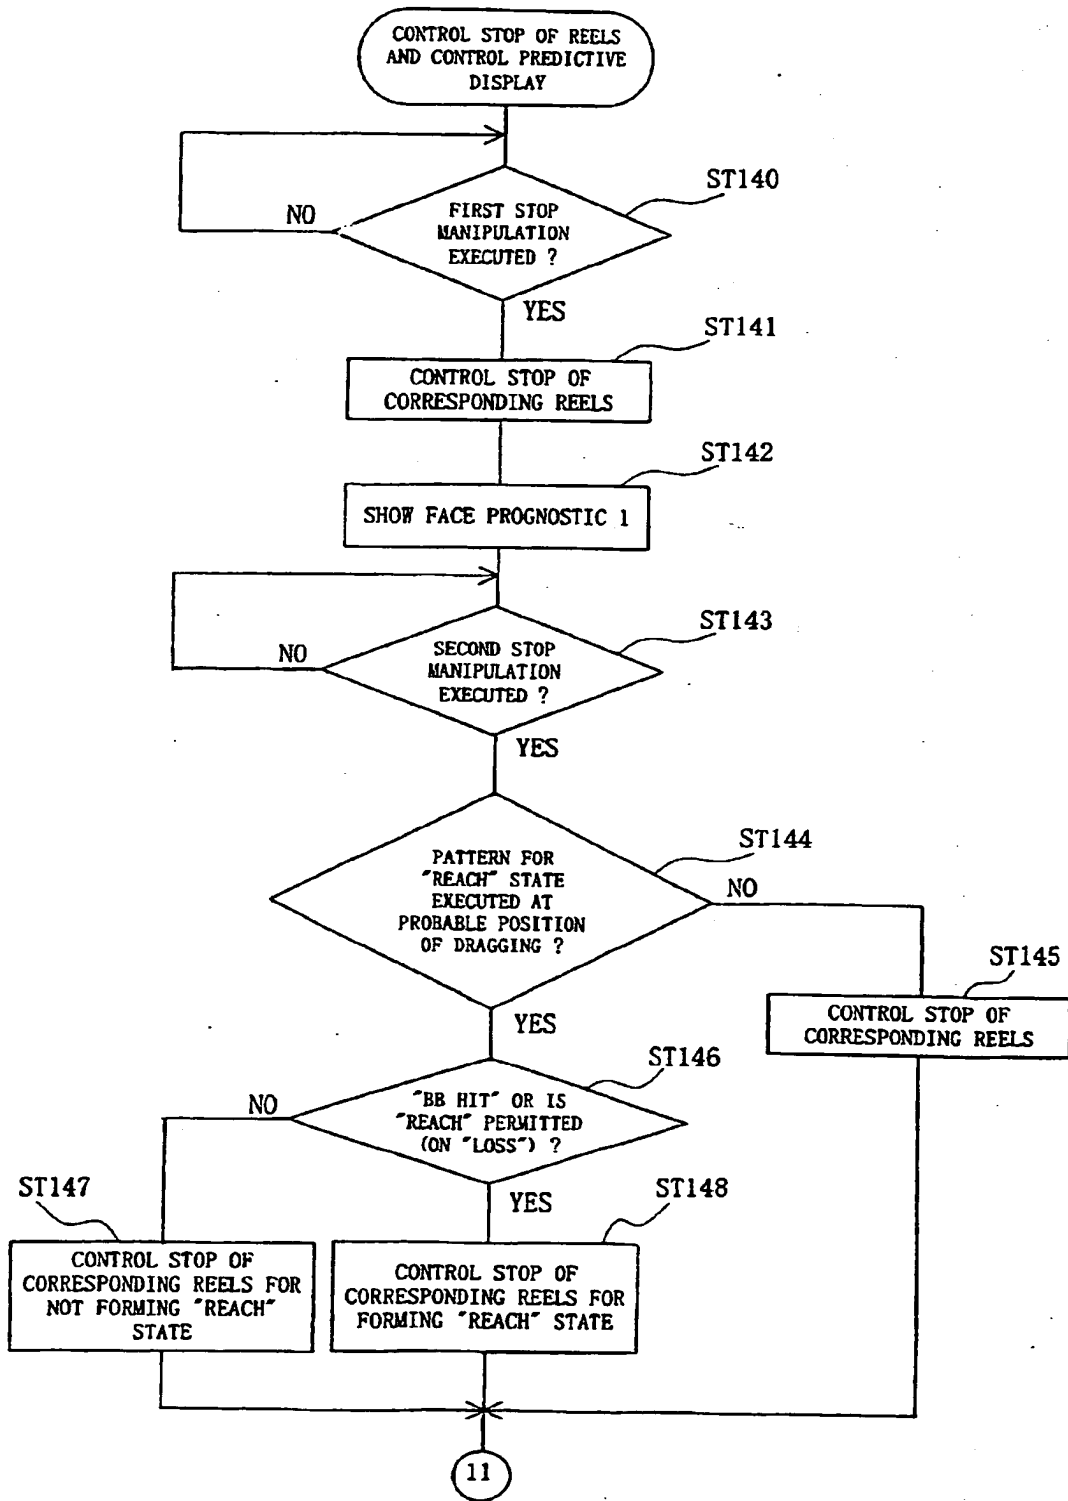 CONTROL STOP OF REELS
AND CONTROL PREDICTIVE
DISPLAY
ST140
NO
FIRST STOP
MANIPULATION
EXECUTED ?
YES
ST141
CONTROL STOP OF
CORRESPONDING REELS
ST142
SHOW FACE PROGNOSTIC 1
ST143
NO
SECOND STOP
MANIPULATION
EXECUTED ?
YES
ST144
PATTERN FOR
"REACH" STATE
EXECUTED AT
PROBABLE POSITION
OF DRAGGING ?
NO
ST145
CONTROL STOP OF
CORRESPONDING REELS
YES
ST146
NO
"BB HIT" OR IS
"REACH" PERMITTED
(ON "LOSS") ?
YES
ST147
CONTROL STOP OF
CORRESPONDING REELS FOR
NOT FORMING "REACH"
STATE
ST148
CONTROL STOP OF
CORRESPONDING REELS FOR
FORMING "REACH" STATE
11